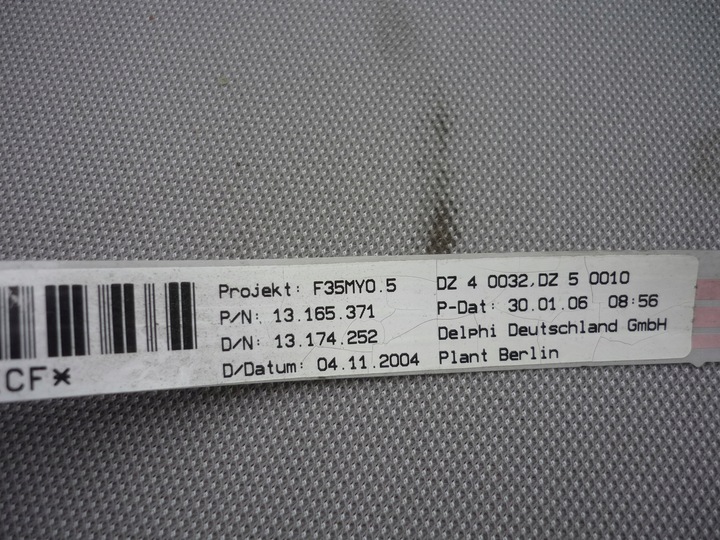 CF*
Projekt: F35MY0.5
P/N: 13.165.371
D/N: 13.174.252
D/Datum: 04.11.2004
DZ 4 0032,DZ 5 0010
P-Dat: 30.01.06 08:56
Delphi Deutschland GmbH
Plant Berlin